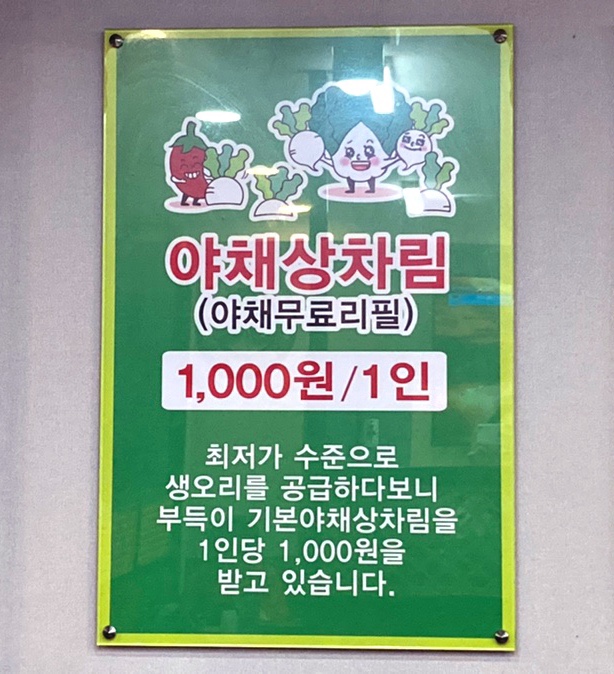 야채상차림
(야채무료리필)
1,000원/1인
최저가 수준으로
생오리를 공급하다보니
부득이 기본야채상차림을
1인당 1,000원을
받고 있습니다.